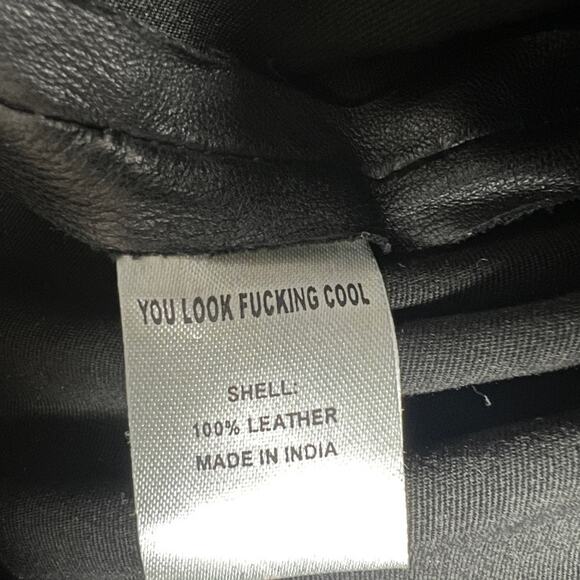 YOU LOOK FUCKING COOL
SHELL:
100% LEATHER
MADE IN INDIA